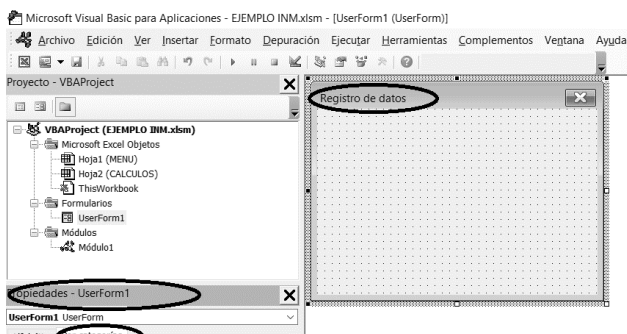 Microsoft Visual Basic para Aplicaciones - EJEMPLO INM.xlsm - [UserForm1 (UserForm)]
Archivo Edición Ver Insertar Formato Depuración Ejecutar Herramientas Complementos Ventana Ayuda
Proyecto - VBAProject
Registro de datos
VBAProject (EJEMPLO INM.xlsm)
Microsoft Excel Objetos
Hoja1 (MENU)
Hoja2 (CALCULOS)
ThisWorkbook
Formularios
UserForm1
Módulos
Módulo1
Propiedades - UserForm1
UserForm1 UserForm